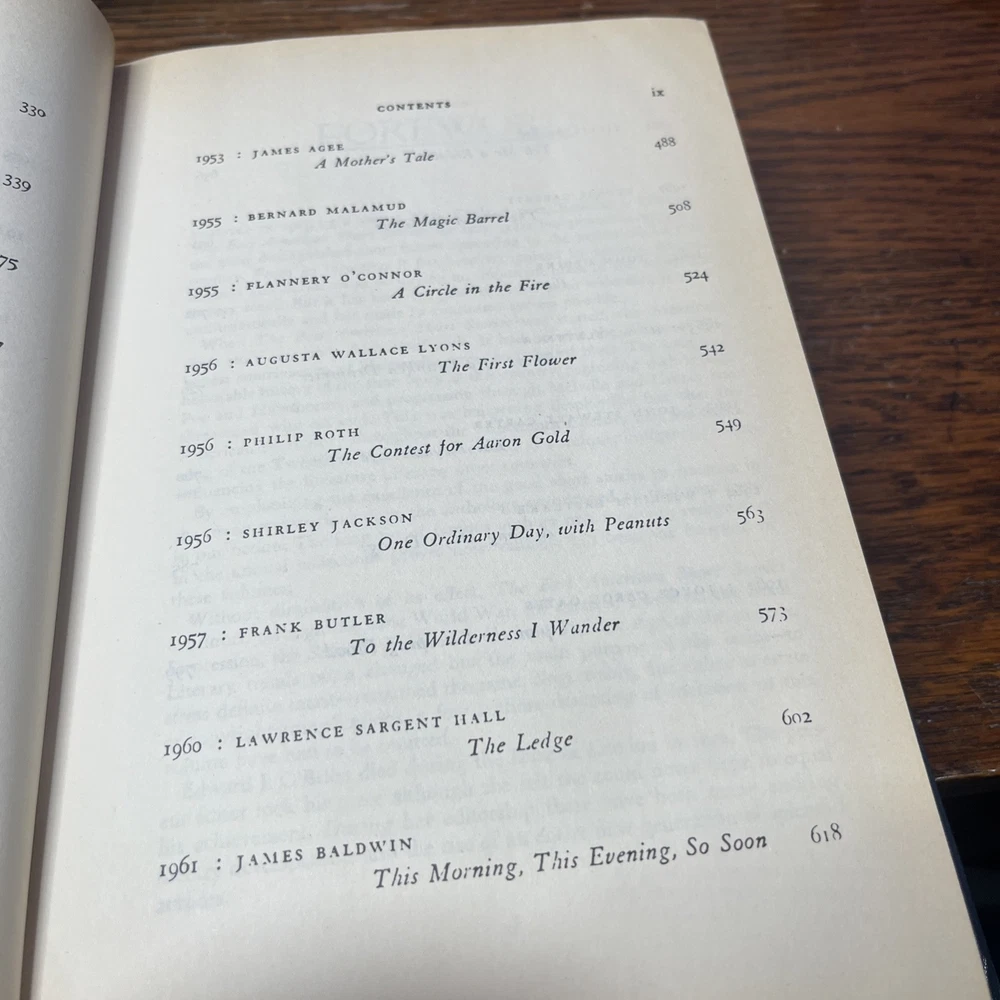 330
339
75
CONTENTS ix
1953 : JAMES AGEE
A Mother's Tale 488
1955 : BERNARD MALAMUD
The Magic Barrel 508
1955 : FLANNERY O'CONNOR
A Circle in the Fire 524
1956 : AUGUSTA WALLACE LYONS
The First Flower 542
1956 : PHILIP ROTH
The Contest for Aaron Gold 549
1956 : SHIRLEY JACKSON
One Ordinary Day, with Peanuts 563
1957 : FRANK BUTLER
To the Wilderness I Wander 573
1960 : LAWRENCE SARGENT HALL
The Ledge 602
1961 : JAMES BALDWIN
This Morning, This Evening, So Soon 618